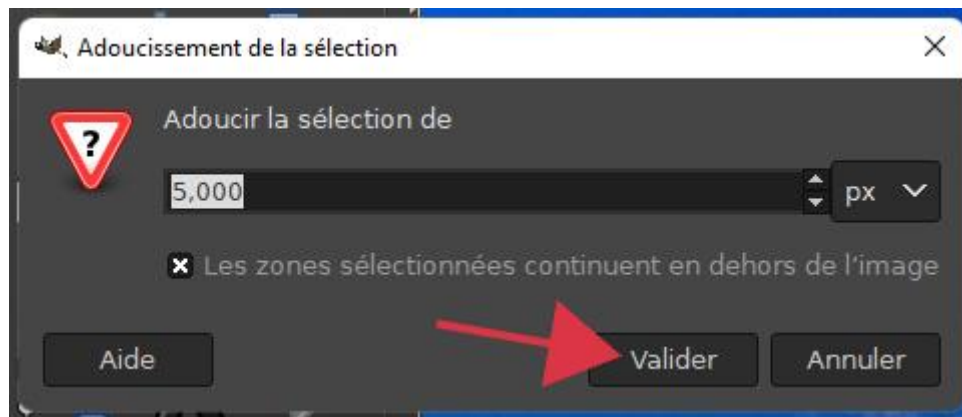 Adoucissement de la sélection
Adoucir la sélection de
?
5,000 px
Les zones sélectionnées continuent en dehors de l'image
Aide Valider Annuler